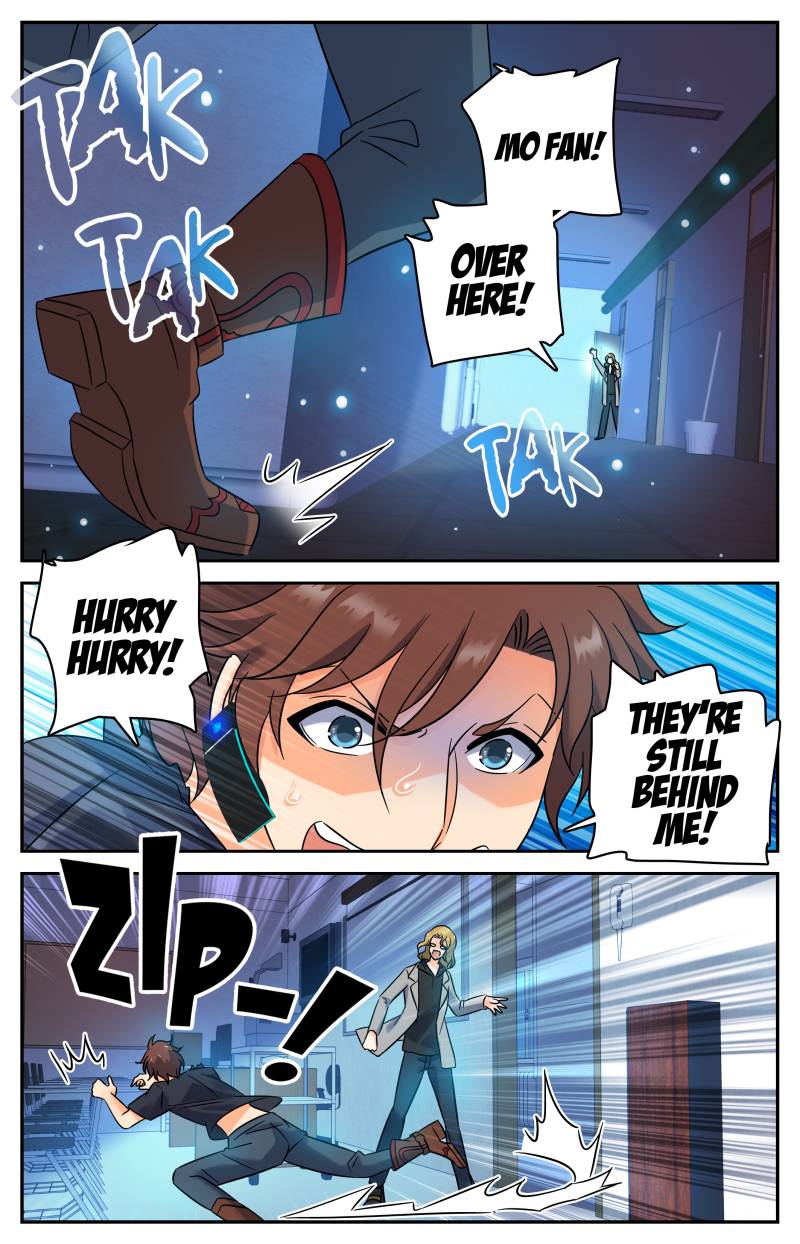 TAK
TAK
MO FAN!
OVER
HERE!
TAK
HURRY
HURRY!
THEY'RE
STILL
BEHIND
ME!
ZIP-!